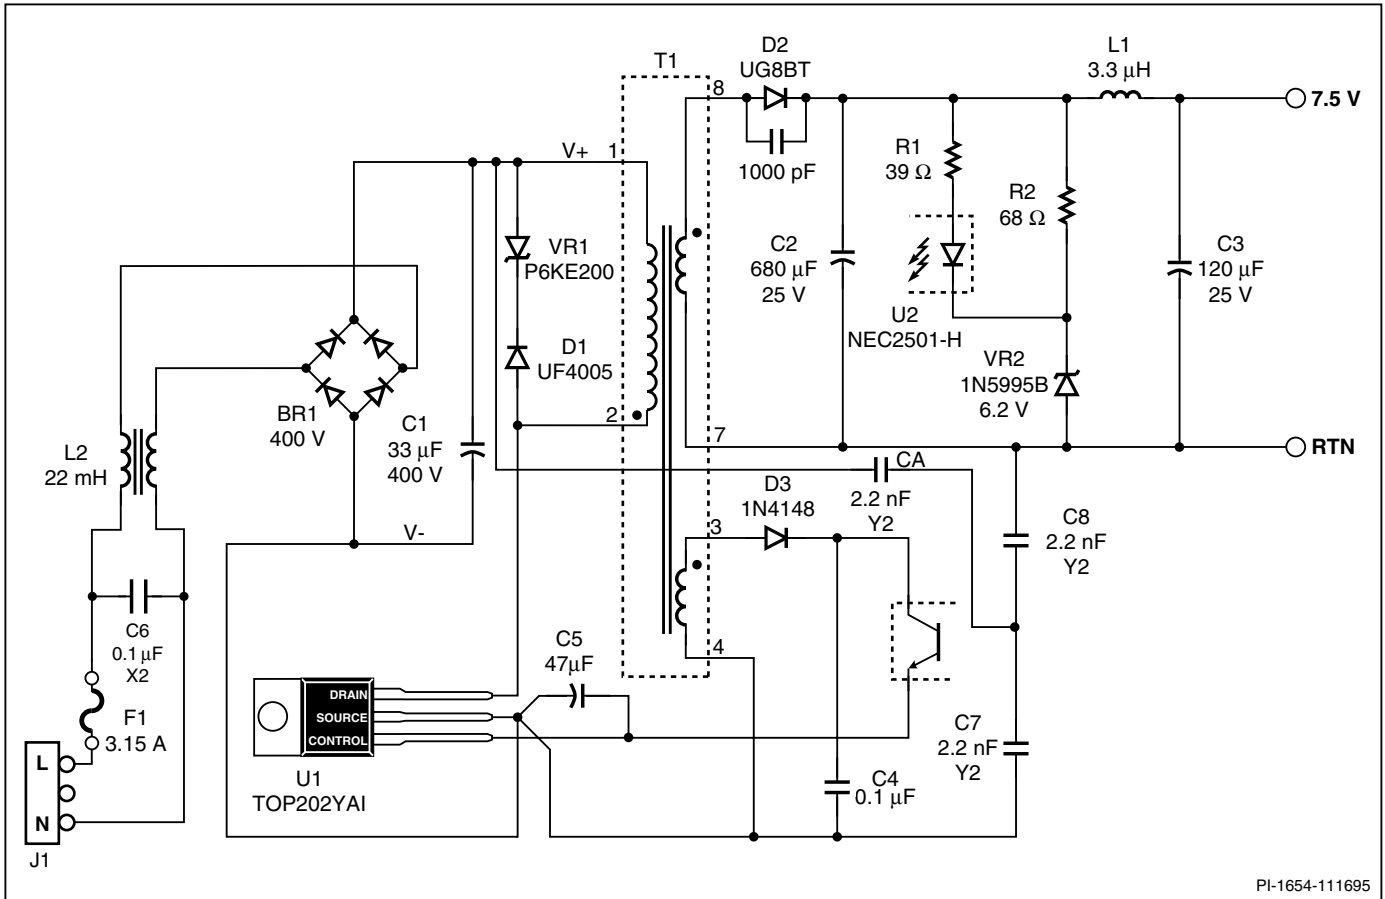 D2
UG8BT
L1
3.3 µH
T1
8
7.5 V
V+
1
1000 pF
R1
39 Ω
R2
68 Ω
VR1
P6KE200
C2
680 µF
25 V
C3
120 µF
25 V
U2
NEC2501-H
D1
UF4005
VR2
1N5995B
6.2 V
BR1
400 V
C1
33 µF
400 V
2
7
RTN
L2
22 mH
CA
2.2 nF
Y2
D3
1N4148
3
V-
C8
2.2 nF
Y2
C6
0.1 µF
X2
C5
47µF
4
DRAIN
SOURCE
CONTROL
F1
3.15 A
C7
2.2 nF
Y2
L
N
J1
U1
TOP202YAI
C4
0.1 µF
PI-1654-111695